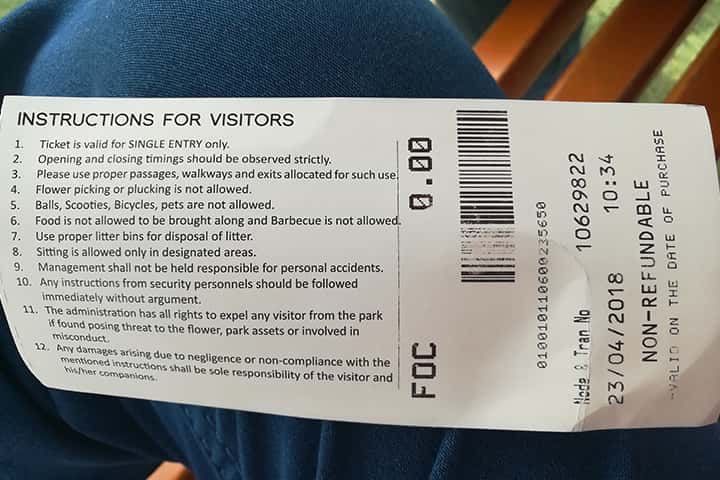 INSTRUCTIONS FOR VISITORS
1. Ticket is valid for SINGLE ENTRY only.
2. Opening and closing timings should be observed strictly.
3. Please use proper passages, walkways and exits allocated for such use.
4. Flower picking or plucking is not allowed.
5. Balls, Scooties, Bicycles, pets are not allowed.
6. Food is not allowed to be brought along and Barbecue is not allowed.
7. Use proper litter bins for disposal of litter.
8. Sitting is allowed only in designated areas.
9. Management shall not be held responsible for personal accidents.
10. Any instructions from security personnels should be followed
immediately without argument.
11. The administration has all rights to expel any visitor from the park
if found posing threat to the flower, park assets or involved in
misconduct.
12. Any damages arising due to negligence or non-compliance with the
mentioned instructions shall be sole responsibility of the visitor and
his/her companions.
FOC 0.00
010010110600235650
Node & Tran No 10629822
23/04/2018 10:34
NON-REFUNDABLE
~VALID ON THE DATE OF PURCHASE